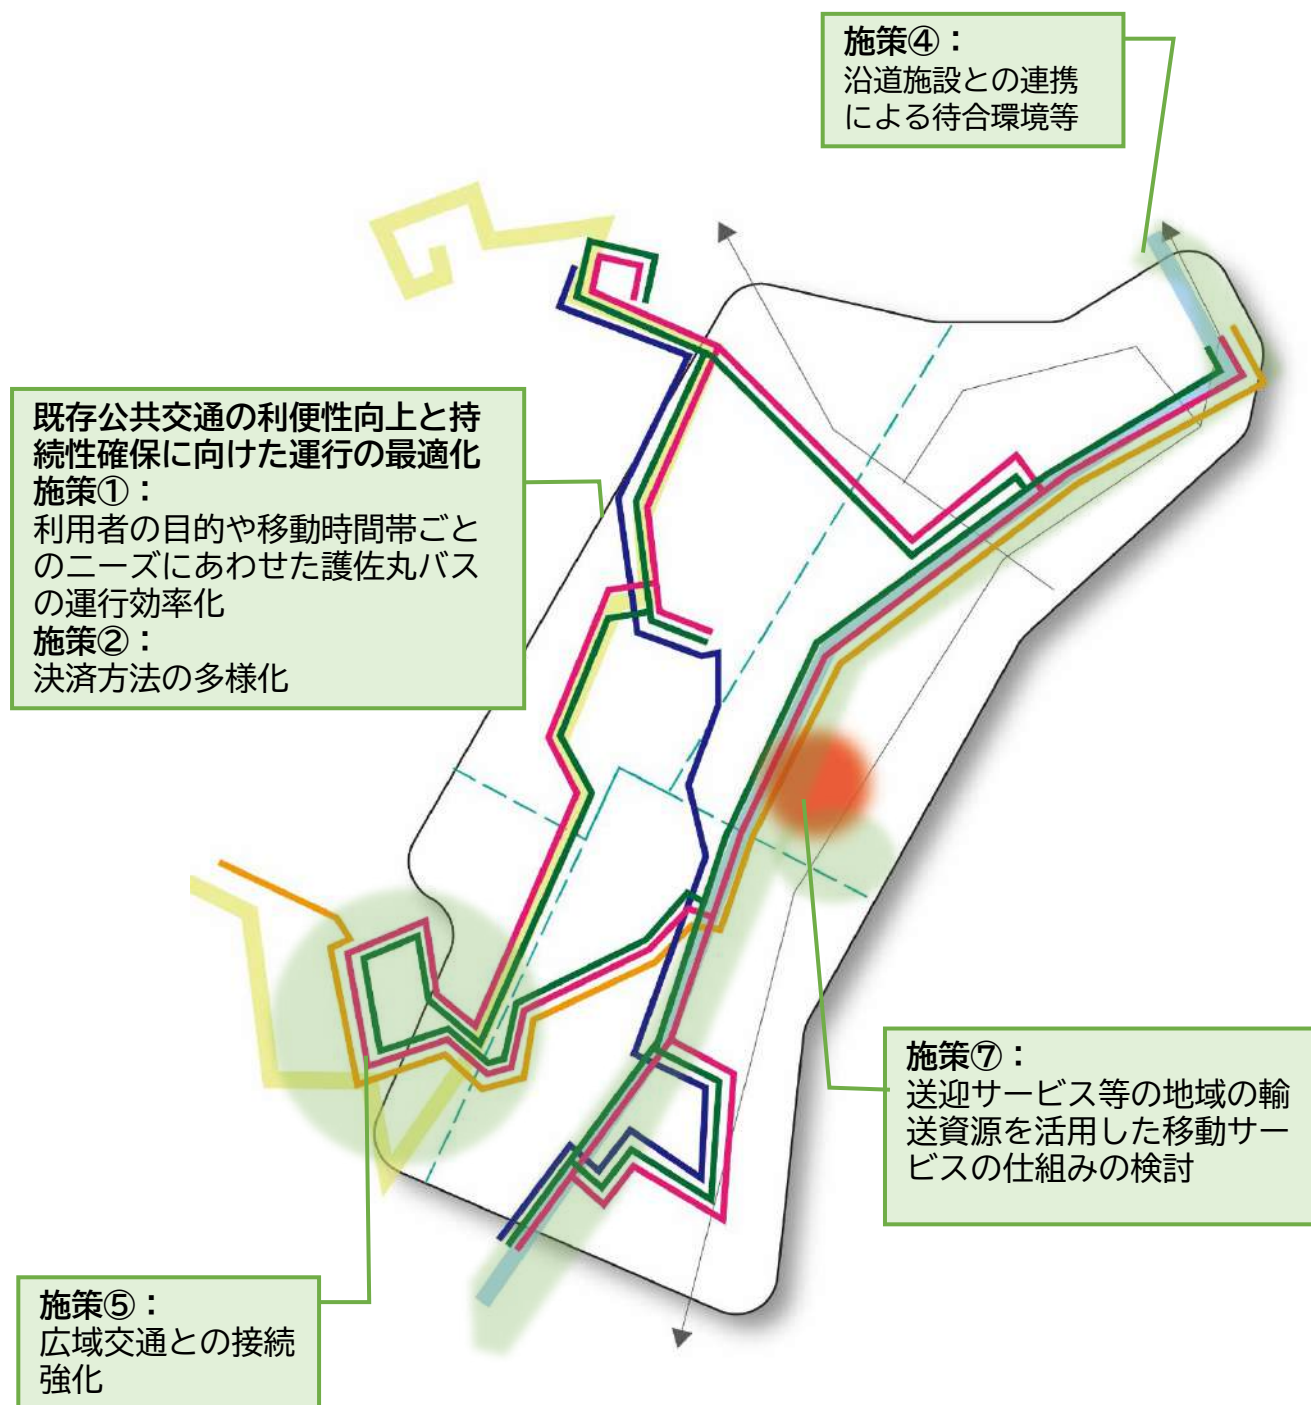 施策④：
沿道施設との連携
による待合環境等
既存公共交通の利便性向上と持
続性確保に向けた運行の最適化
施策①：
利用者の目的や移動時間帯ごと
のニーズにあわせた護佐丸バス
の運行効率化
施策②：
決済方法の多様化
施策⑦：
送迎サービス等の地域の輸
送資源を活用した移動サー
ビスの仕組みの検討
施策⑤：
広域交通との接続
強化